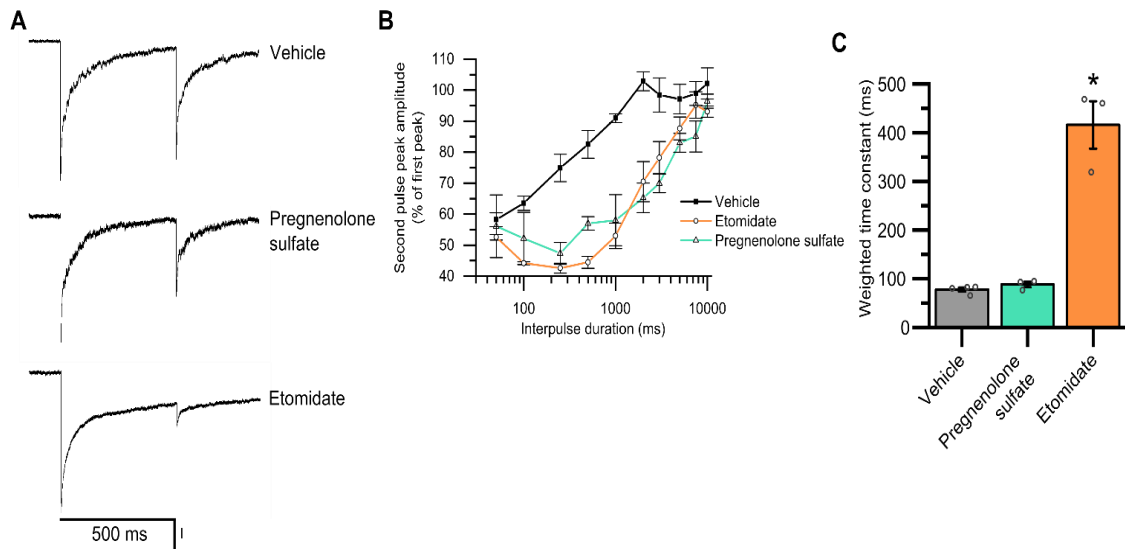 A
Vehicle
Pregnenolone
sulfate
Etomidate
500 ms
B
Second pulse peak amplitude
(% of first peak)
110
100
90
80
70
60
50
40
100
1000
10000
Interpulse duration (ms)
Vehicle
Etomidate
Pregnenolone sulfate
C
Weighted time constant (ms)
500
400
300
200
100
0
*
Vehicle
Pregnenolone
sulfate
Etomidate